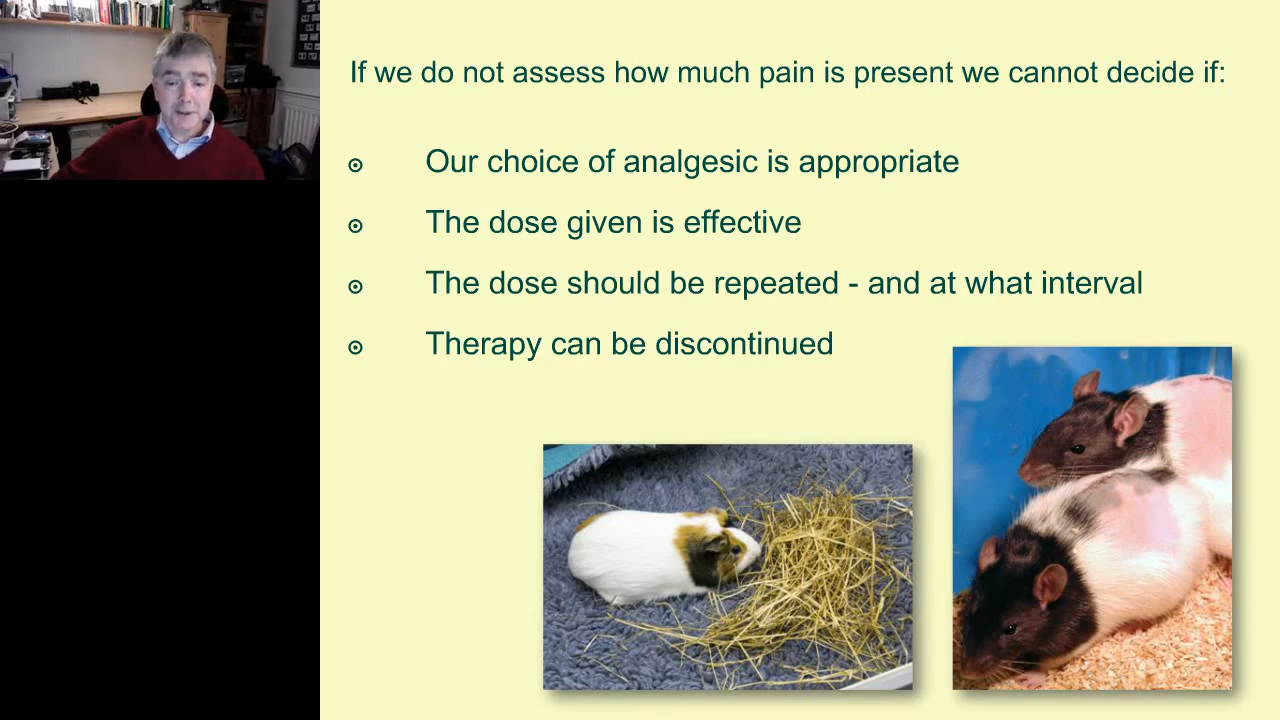 If we do not assess how much pain is present we cannot decide if:
Our choice of analgesic is appropriate
The dose given is effective
The dose should be repeated - and at what interval
Therapy can be discontinued